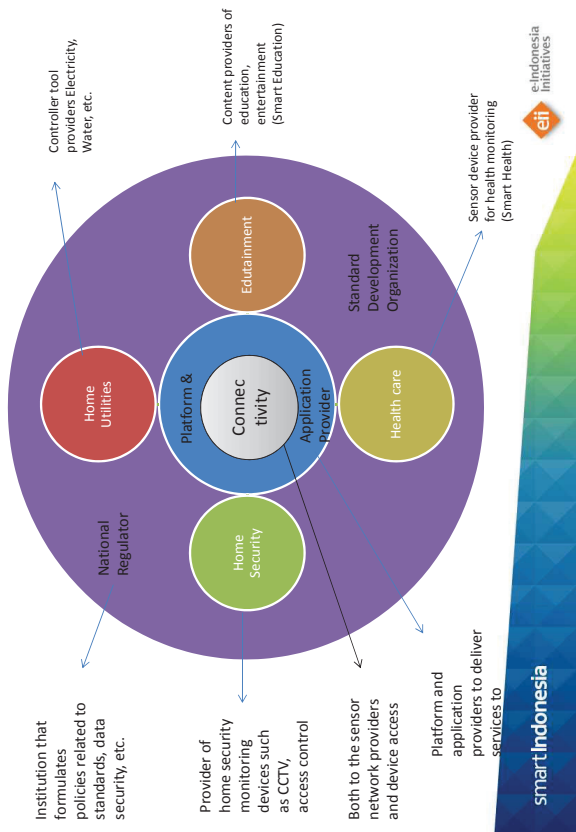 Institution that
formulates
policies related to
standards, data
security, etc.
Provider of
home security
monitoring
devices such
as CCTV,
access control
Both to the sensor
network providers
and device access
Platform and
application
providers to deliver
services to
National
Regulator
Home
Utilities
Home
Security
Platform &
Connec
tivity
Application
Provider
Edutainment
Health care
Standard
Development
Organization
Controller tool
providers Electricity,
Water, etc.
Content providers of
education,
entertainment
(Smart Education)
Sensor device provider
for health monitoring
(Smart Health)
smart Indonesia
eii
e-Indonesia
Initiatives